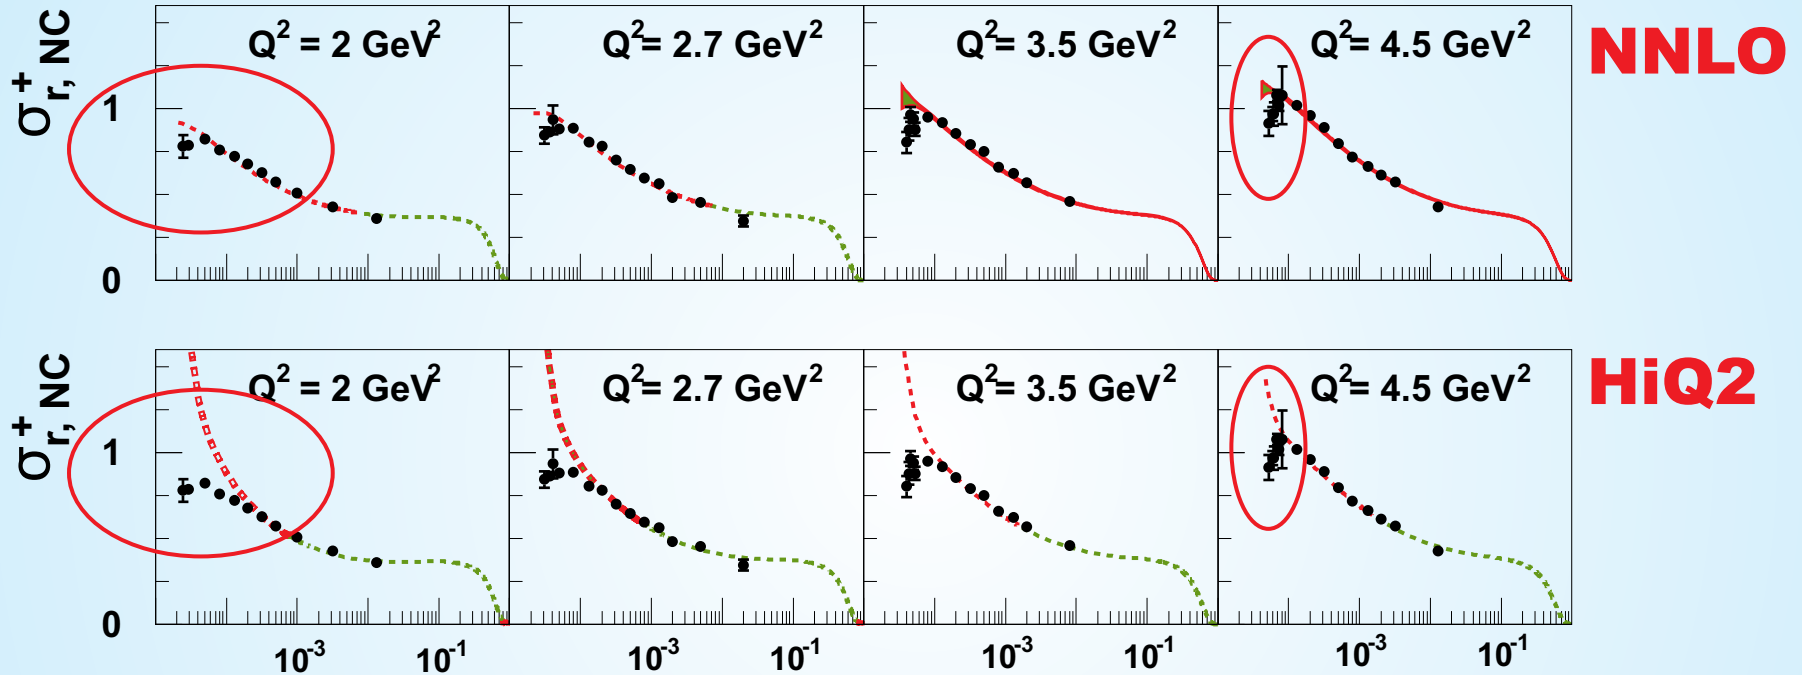 σ⁺r, NC
Q² = 2 GeV²
Q²= 2.7 GeV²
Q²= 3.5 GeV²
Q²= 4.5 GeV²
NNLO
1
0
σ⁺r, NC
Q² = 2 GeV²
Q²= 2.7 GeV²
Q²= 3.5 GeV²
Q²= 4.5 GeV²
HiQ2
1
0
10⁻³ 10⁻¹ 10⁻³ 10⁻¹ 10⁻³ 10⁻¹ 10⁻³ 10⁻¹